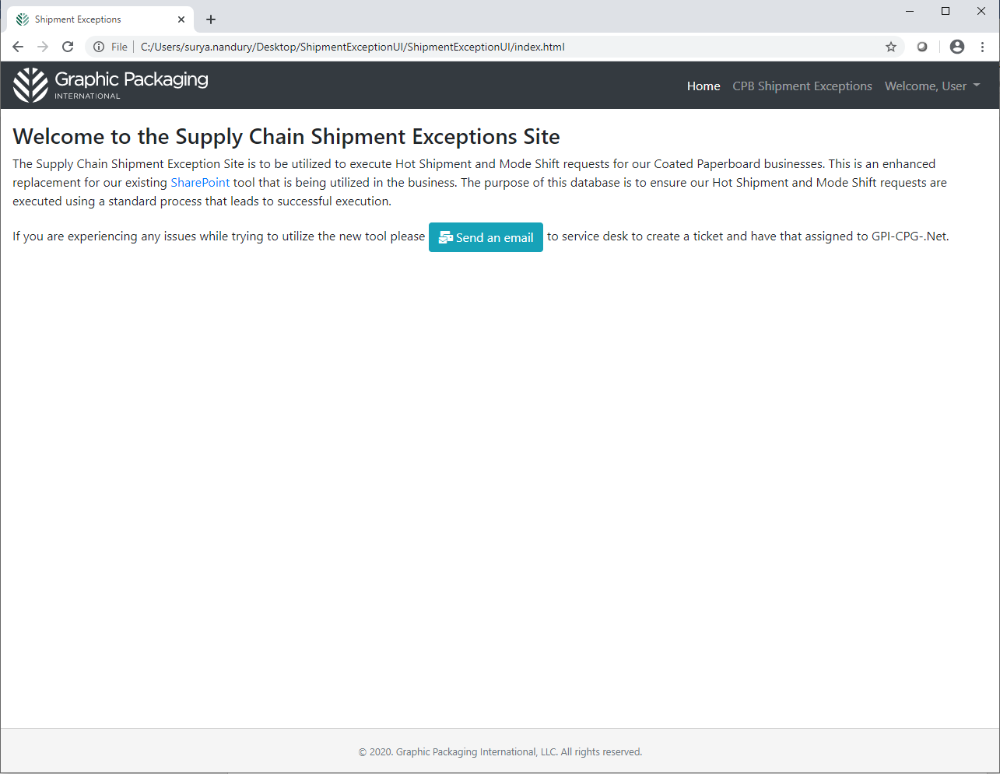 Shipment Exceptions
File
C:/Users/surya.nandury/Desktop/ShipmentExceptionUI/ShipmentExceptionUI/index.html
Graphic Packaging
INTERNATIONAL
Home CPB Shipment Exceptions Welcome, User
Welcome to the Supply Chain Shipment Exceptions Site
The Supply Chain Shipment Exception Site is to be utilized to execute Hot Shipment and Mode Shift requests for our Coated Paperboard businesses. This is an enhanced
replacement for our existing SharePoint tool that is being utilized in the business. The purpose of this database is to ensure our Hot Shipment and Mode Shift requests are
executed using a standard process that leads to successful execution.
If you are experiencing any issues while trying to utilize the new tool please Send an email to service desk to create a ticket and have that assigned to GPI-CPG-.Net.
© 2020. Graphic Packaging International, LLC. All rights reserved.